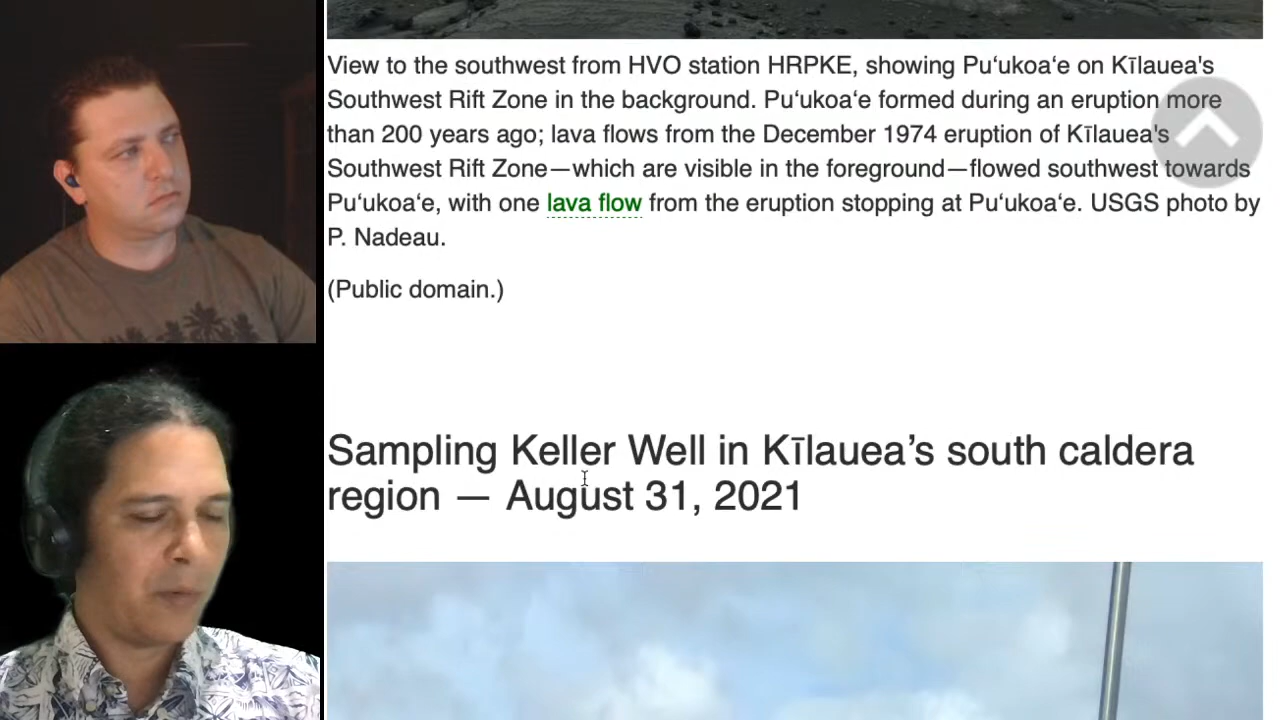 View to the southwest from HVO station HRPKE, showing Puʻukoaʻe on Kīlauea's
Southwest Rift Zone in the background. Puʻukoaʻe formed during an eruption more
than 200 years ago; lava flows from the December 1974 eruption of Kīlauea's
Southwest Rift Zone—which are visible in the foreground—flowed southwest towards
Puʻukoaʻe, with one lava flow from the eruption stopping at Puʻukoaʻe. USGS photo by
P. Nadeau.
(Public domain.)
Sampling Keller Well in Kīlauea’s south caldera
region — August 31, 2021